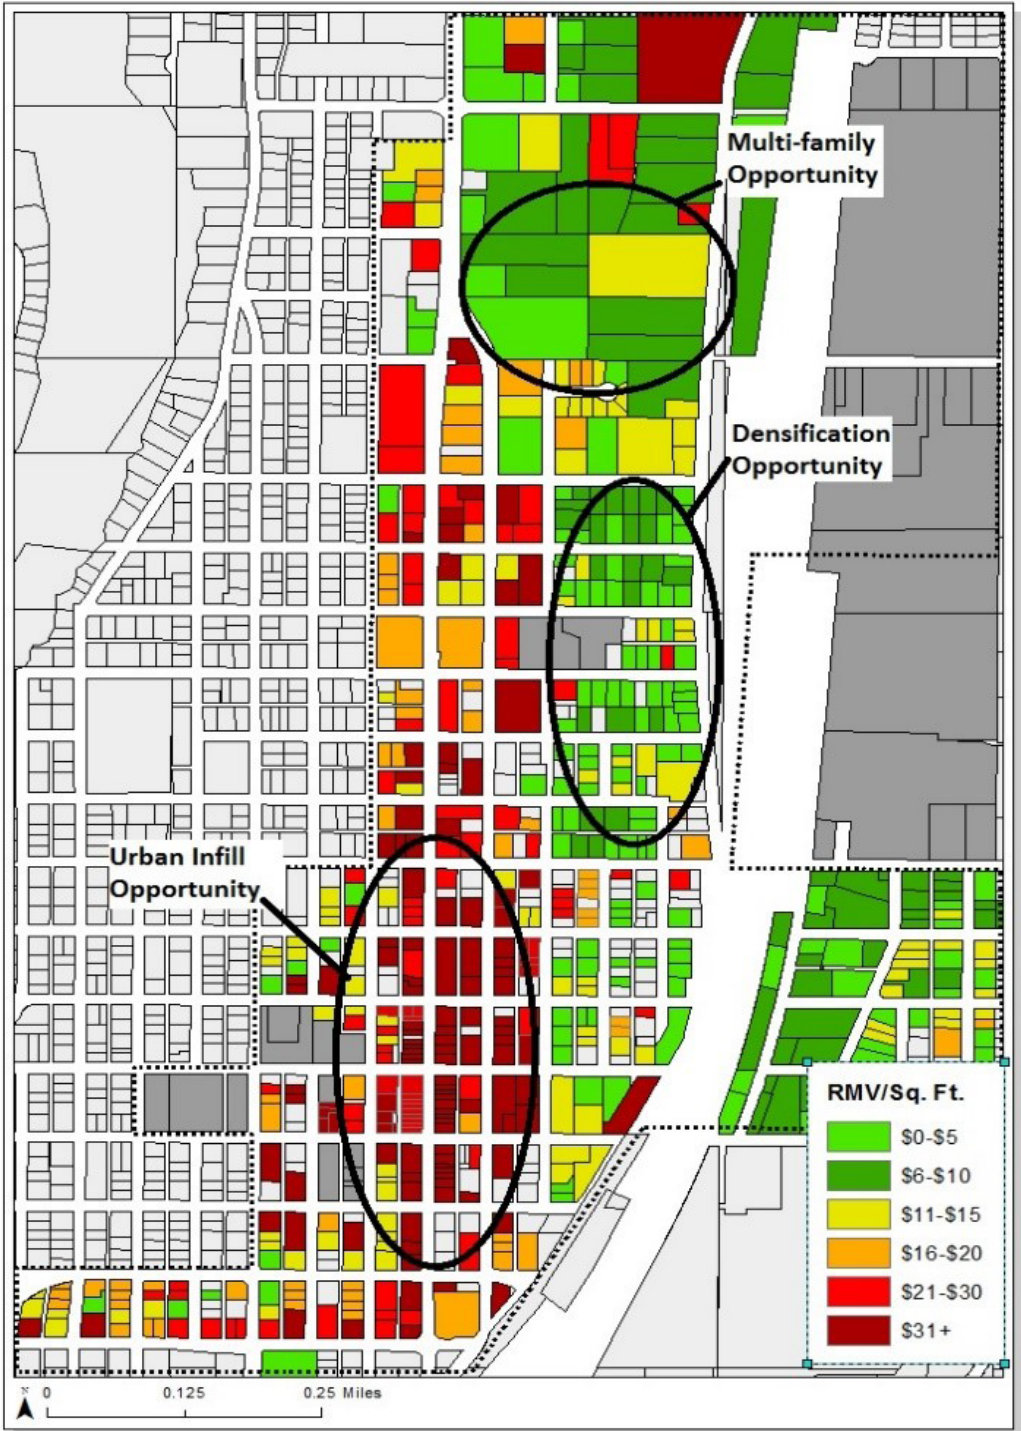 Multi-family
Opportunity
Densification
Opportunity
Urban Infill
Opportunity
RMV/Sq. Ft.
$0-$5
$6-$10
$11-$15
$16-$20
$21-$30
$31+
N 0 0.125 0.25 Miles